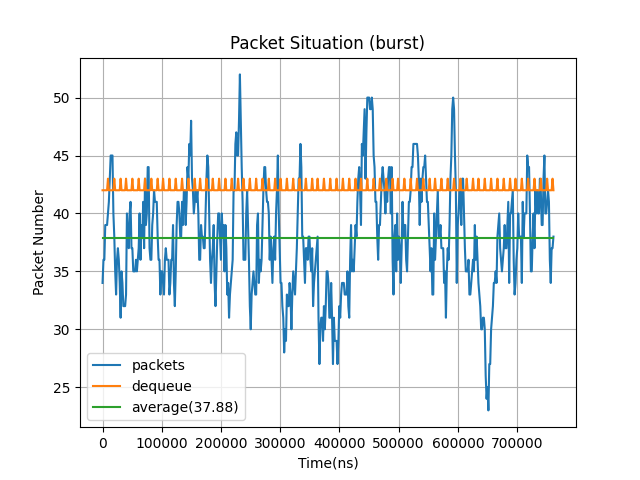 Packet Situation (burst)
Packet Number
50
45
40
35
30
25
packets
dequeue
average(37.88)
0 100000 200000 300000 400000 500000 600000 700000
Time(ns)